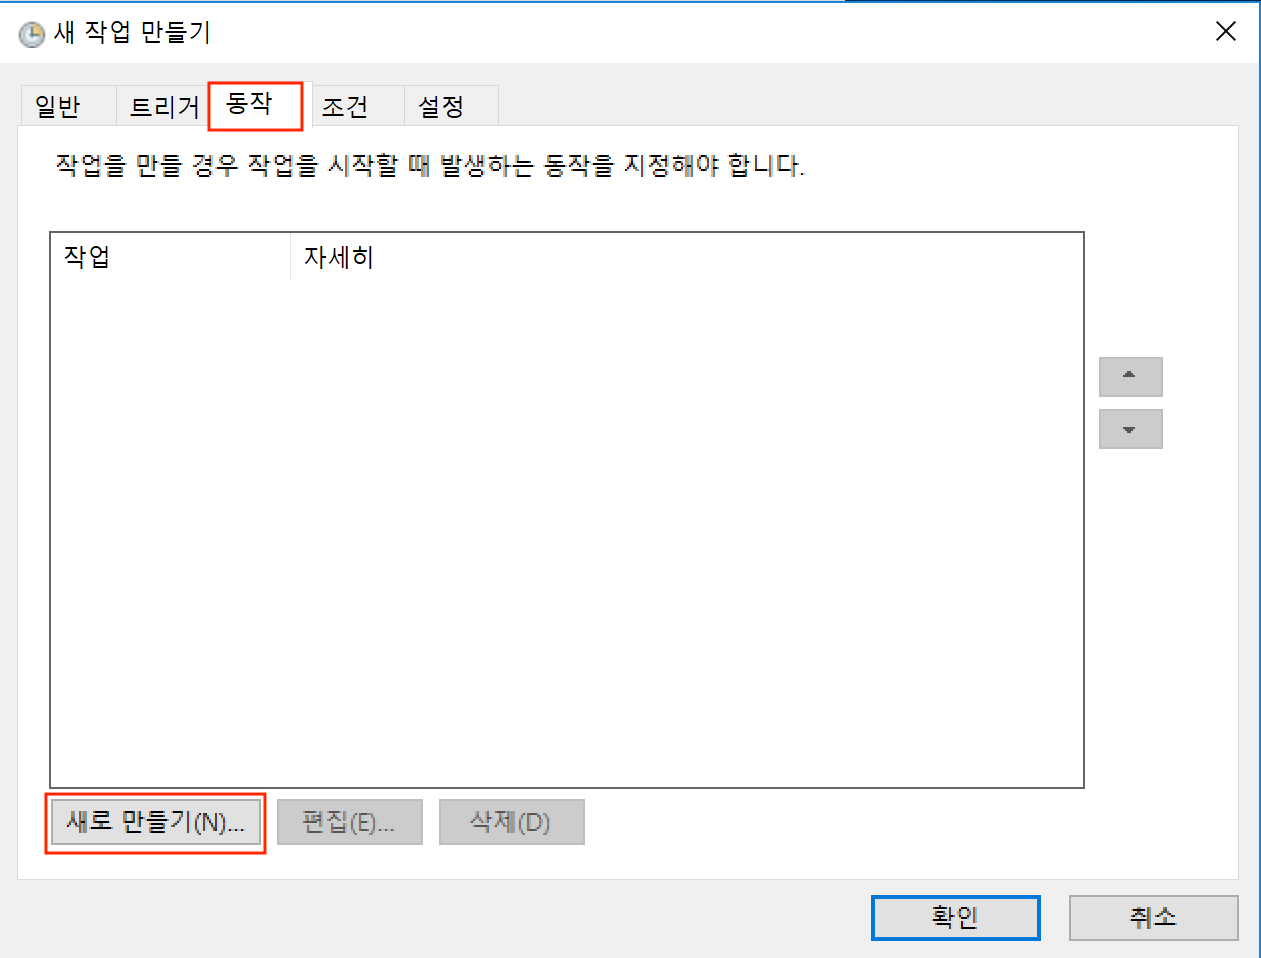 새 작업 만들기
일반 트리거 동작 조건 설정
작업을 만들 경우 작업을 시작할 때 발생하는 동작을 지정해야 합니다.
작업 자세히
새로 만들기(N)... 편집(E)... 삭제(D)
확인 취소